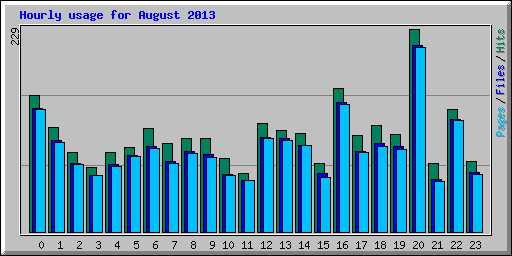 Hourly usage for August 2013
229
Pages/Files/Hits
0 1 2 3 4 5 6 7 8 9 10 11 12 13 14 15 16 17 18 19 20 21 22 23